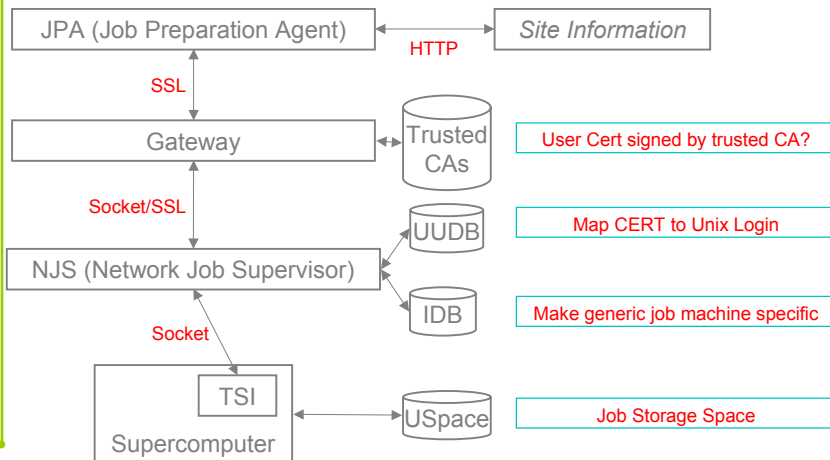 JPA (Job Preparation Agent)
HTTP
Site Information
SSL
Gateway
Trusted
CAs
User Cert signed by trusted CA?
Socket/SSL
UUDB
Map CERT to Unix Login
NJS (Network Job Supervisor)
IDB
Make generic job machine specific
Socket
TSI
Supercomputer
USpace
Job Storage Space